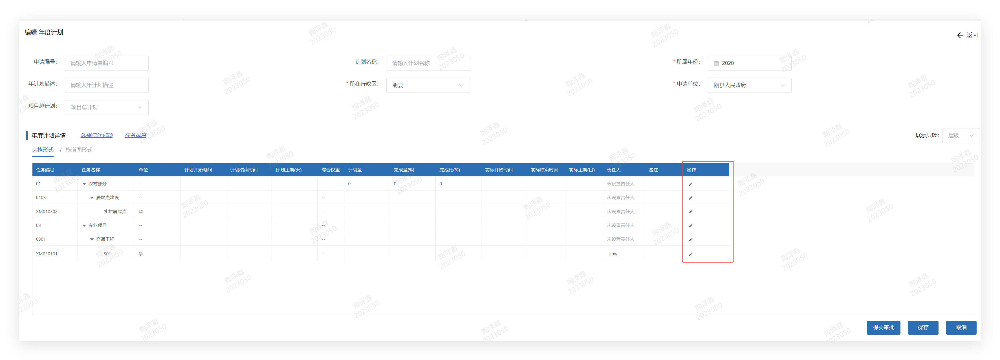 编辑 年度计划
返回
申请编号： 请输入申请单编号 计划名称： 请输入计划名称 * 所属年份： 2020
年计划描述： 请输入年计划描述 * 所在行政区： 朗县 * 申请单位： 朗县人民政府
项目总计划： 项目总计划
年度计划详情 选择总计划项 任务排序 展示层级： 层级
表格形式 / 横道图形式
任务编号 任务名称 单位 计划开始时间 计划结束时间 计划工期(天) 综合权重 计划量 完成量(%) 完成比(%) 实际开始时间 实际结束时间 实际工期(日) 责任人 备注 操作
01 农村部分 -- -- 0 0 0 未设置责任人
0103 居民点建设 -- -- 未设置责任人
XM010302 扎村居民点 项 -- 未设置责任人
03 专业项目 -- -- 未设置责任人
0301 交通工程 -- -- 未设置责任人
XM030101 S01 项 -- zpw
提交审批 保存 取消
陶泽鑫
2023050